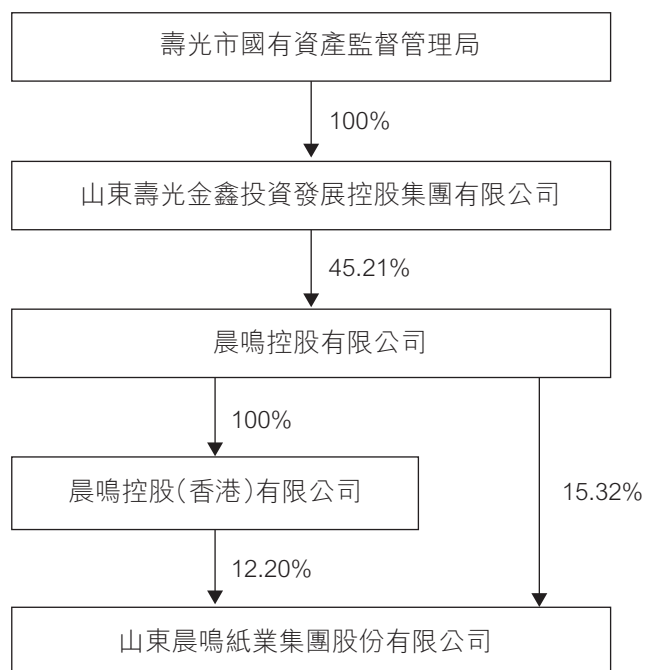 壽光市國有資產監督管理局
100%
山東壽光金鑫投資發展控股集團有限公司
45.21%
晨鳴控股有限公司
100%
晨鳴控股(香港)有限公司
15.32%
12.20%
山東晨鳴紙業集團股份有限公司